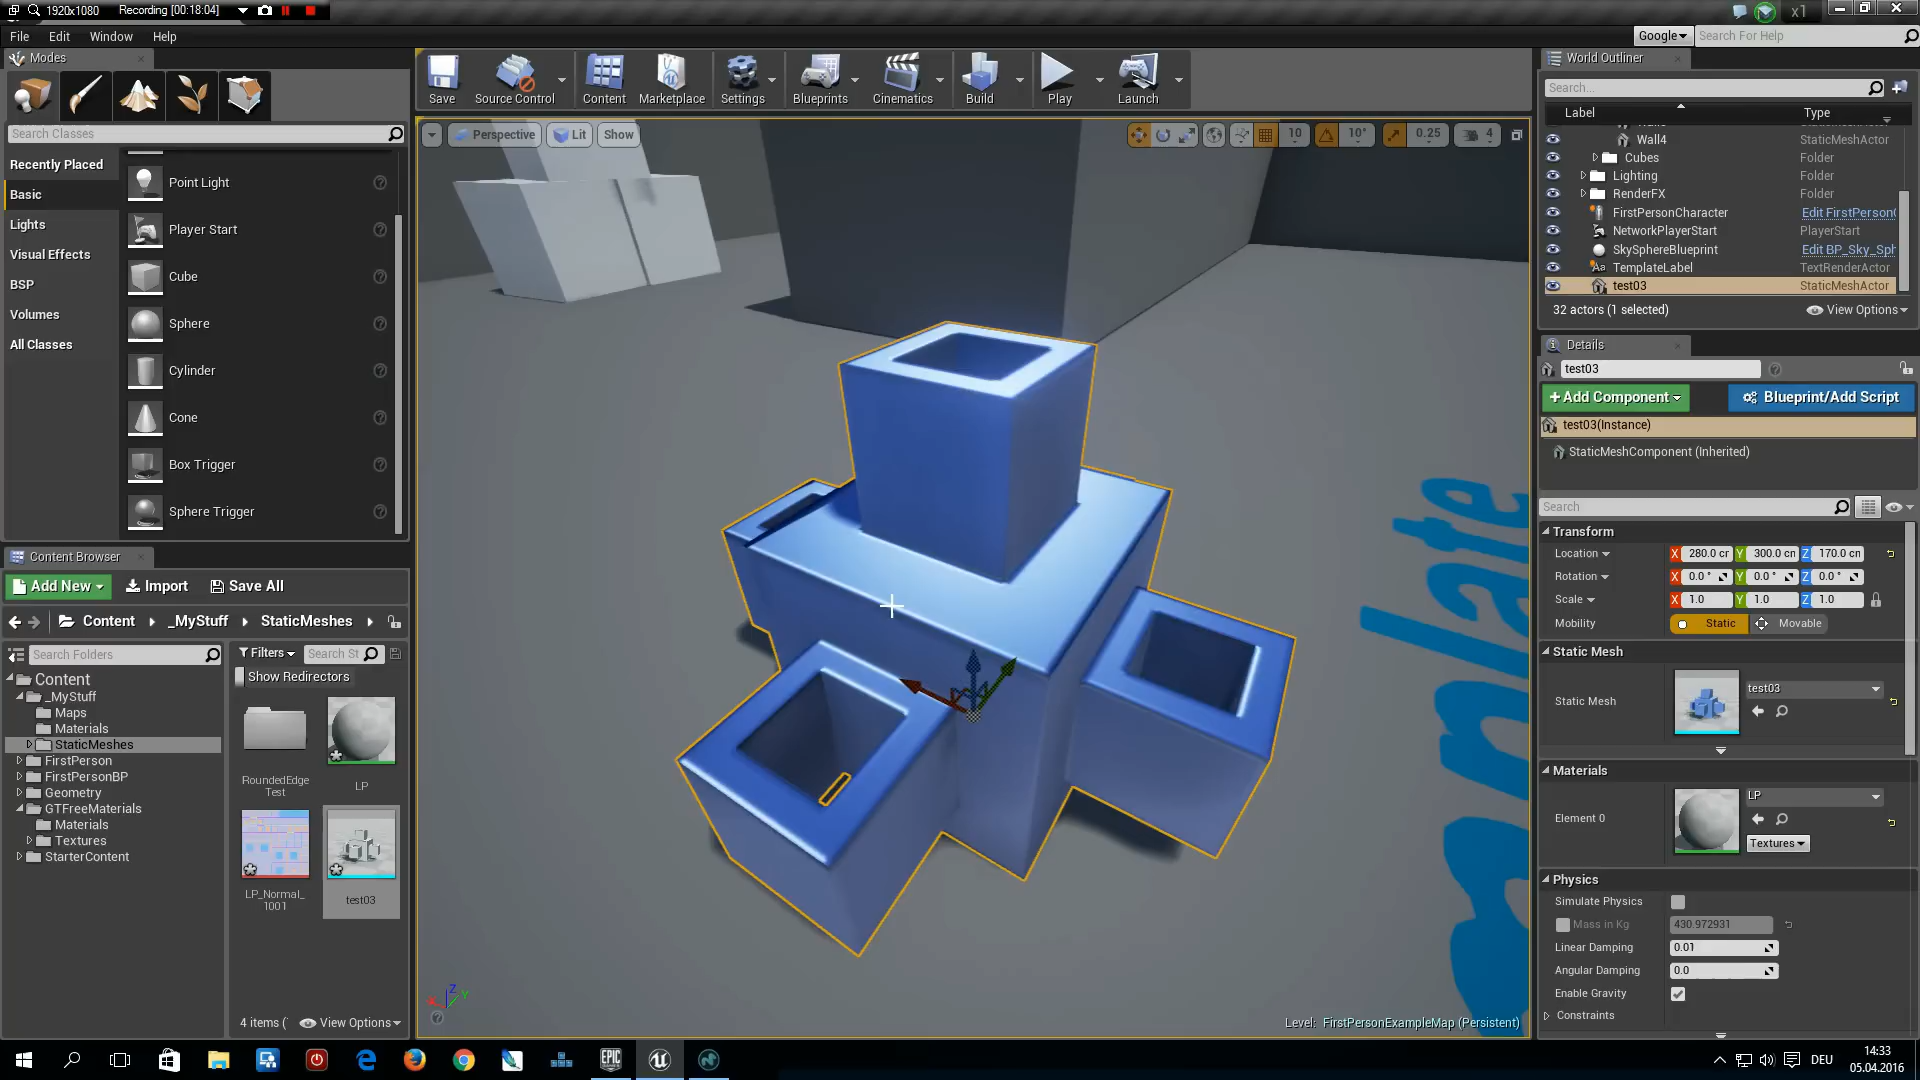 1920x1080 Recording [00:18:04]
x1
File Edit Window Help
Google Search For Help
Modes
Search Classes
Recently Placed
Basic
Lights
Visual Effects
BSP
Volumes
All Classes
Point Light
Player Start
Cube
Sphere
Cylinder
Cone
Box Trigger
Sphere Trigger
Save
Source Control
Content
Marketplace
Settings
Blueprints
Cinematics
Build
Play
Launch
Perspective Lit Show
10 10° 0.25 4
World Outliner
Search...
Label Type
Wall4 StaticMeshActor
Cubes Folder
Lighting Folder
RenderFX Folder
FirstPersonCharacter Edit FirstPerson
NetworkPlayerStart PlayerStart
SkySphereBlueprint Edit BP_Sky_Sph
TemplateLabel TextRenderActor
test03 StaticMeshActor
32 actors (1 selected) View Options
Details
test03
+Add Component Blueprint/Add Script
test03(Instance)
StaticMeshComponent (Inherited)
Search
Transform
Location X 280.0 cm Y 300.0 cm Z 170.0 cm
Rotation X 0.0 ° Y 0.0 ° Z 0.0 °
Scale X 1.0 Y 1.0 Z 1.0
Mobility Static Movable
Static Mesh
Static Mesh test03
Materials
Element 0 LP
Textures
Physics
Simulate Physics
Mass in Kg 430.972931
Linear Damping 0.01
Angular Damping 0.0
Enable Gravity
Constraints
Content Browser
Add New Import Save All
Content _MyStuff StaticMeshes
Search Folders
Content
_MyStuff
Maps
Materials
StaticMeshes
FirstPerson
FirstPersonBP
Geometry
GTFreeMaterials
Materials
Textures
StarterContent
Filters Search St
Show Redirectors
RoundedEdge
Test
LP
LP_Normal_
1001
test03
4 items ( View Options
plate
Z Y
Level: FirstPersonExampleMap (Persistent)
EPIC
DEU
14:33
05.04.2016